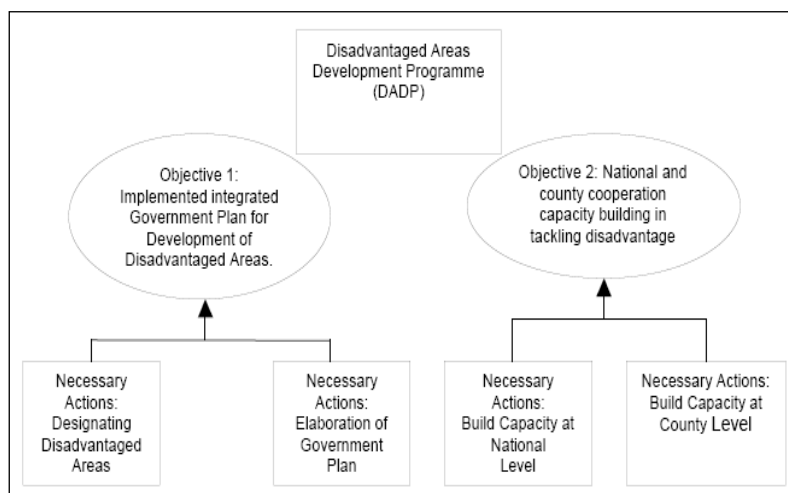 Disadvantaged Areas
Development Programme
(DADP)
Objective 1:
Implemented integrated
Government Plan for
Development of
Disadvantaged Areas.
Objective 2: National and
county cooperation
capacity building in
tackling disadvantage
Necessary
Actions:
Designating
Disadvantaged
Areas
Necessary
Actions:
Elaboration of
Government
Plan
Necessary
Actions:
Build Capacity at
National
Level
Necessary Actions:
Build Capacity at
County Level